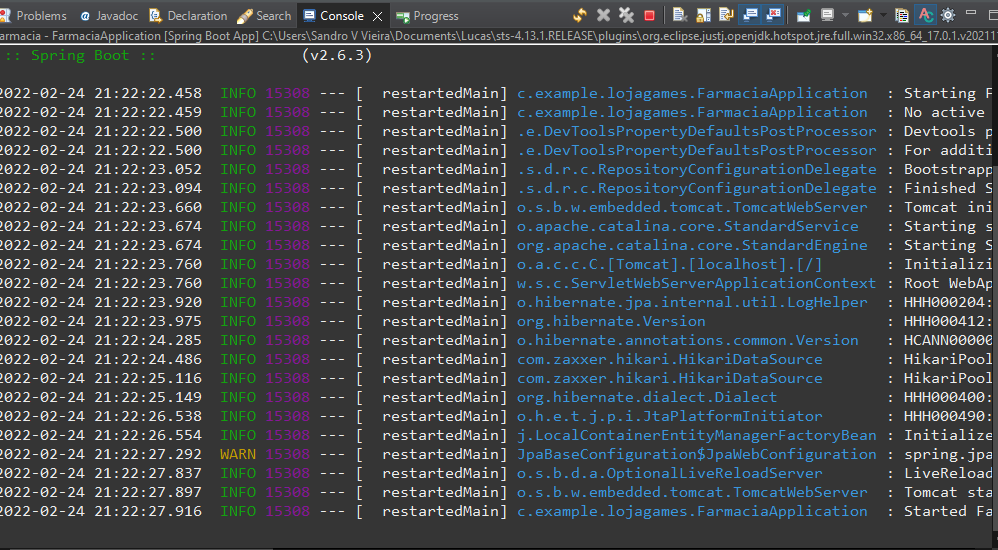 Problems @ Javadoc Declaration Search Console Progress
armacia - FarmaciaApplication [Spring Boot App] C:\Users\Sandro V Vieira\Documents\Lucas\sts-4.13.1.RELEASE\plugins\org.eclipse.justj.openjdk.hotspot.jre.full.win32.x86_64_17.0.1.v202111
:: Spring Boot :: (v2.6.3)
2022-02-24 21:22:22.458 INFO 15308 --- [ restartedMain] c.example.lojagames.FarmaciaApplication : Starting F
2022-02-24 21:22:22.459 INFO 15308 --- [ restartedMain] c.example.lojagames.FarmaciaApplication : No active
2022-02-24 21:22:22.500 INFO 15308 --- [ restartedMain] .e.DevToolsPropertyDefaultsPostProcessor : Devtools p
2022-02-24 21:22:22.500 INFO 15308 --- [ restartedMain] .e.DevToolsPropertyDefaultsPostProcessor : For additi
2022-02-24 21:22:23.052 INFO 15308 --- [ restartedMain] .s.d.r.c.RepositoryConfigurationDelegate : Bootstrapp
2022-02-24 21:22:23.094 INFO 15308 --- [ restartedMain] .s.d.r.c.RepositoryConfigurationDelegate : Finished S
2022-02-24 21:22:23.660 INFO 15308 --- [ restartedMain] o.s.b.w.embedded.tomcat.TomcatWebServer : Tomcat ini
2022-02-24 21:22:23.674 INFO 15308 --- [ restartedMain] o.apache.catalina.core.StandardService : Starting s
2022-02-24 21:22:23.674 INFO 15308 --- [ restartedMain] org.apache.catalina.core.StandardEngine : Starting S
2022-02-24 21:22:23.760 INFO 15308 --- [ restartedMain] o.a.c.c.C.[Tomcat].[localhost].[/] : Initializi
2022-02-24 21:22:23.760 INFO 15308 --- [ restartedMain] w.s.c.ServletWebServerApplicationContext : Root WebAp
2022-02-24 21:22:23.920 INFO 15308 --- [ restartedMain] o.hibernate.jpa.internal.util.LogHelper : HHH000204:
2022-02-24 21:22:23.975 INFO 15308 --- [ restartedMain] org.hibernate.Version : HHH000412:
2022-02-24 21:22:24.285 INFO 15308 --- [ restartedMain] o.hibernate.annotations.common.Version : HCANN00000
2022-02-24 21:22:24.486 INFO 15308 --- [ restartedMain] com.zaxxer.hikari.HikariDataSource : HikariPool
2022-02-24 21:22:25.116 INFO 15308 --- [ restartedMain] com.zaxxer.hikari.HikariDataSource : HikariPool
2022-02-24 21:22:25.149 INFO 15308 --- [ restartedMain] org.hibernate.dialect.Dialect : HHH000400:
2022-02-24 21:22:26.538 INFO 15308 --- [ restartedMain] o.h.e.t.j.p.i.JtaPlatformInitiator : HHH000490:
2022-02-24 21:22:26.554 INFO 15308 --- [ restartedMain] j.LocalContainerEntityManagerFactoryBean : Initialize
2022-02-24 21:22:27.292 WARN 15308 --- [ restartedMain] JpaBaseConfiguration$JpaWebConfiguration : spring.jpa
2022-02-24 21:22:27.837 INFO 15308 --- [ restartedMain] o.s.b.d.a.OptionalLiveReloadServer : LiveReload
2022-02-24 21:22:27.897 INFO 15308 --- [ restartedMain] o.s.b.w.embedded.tomcat.TomcatWebServer : Tomcat sta
2022-02-24 21:22:27.916 INFO 15308 --- [ restartedMain] c.example.lojagames.FarmaciaApplication : Started Fa